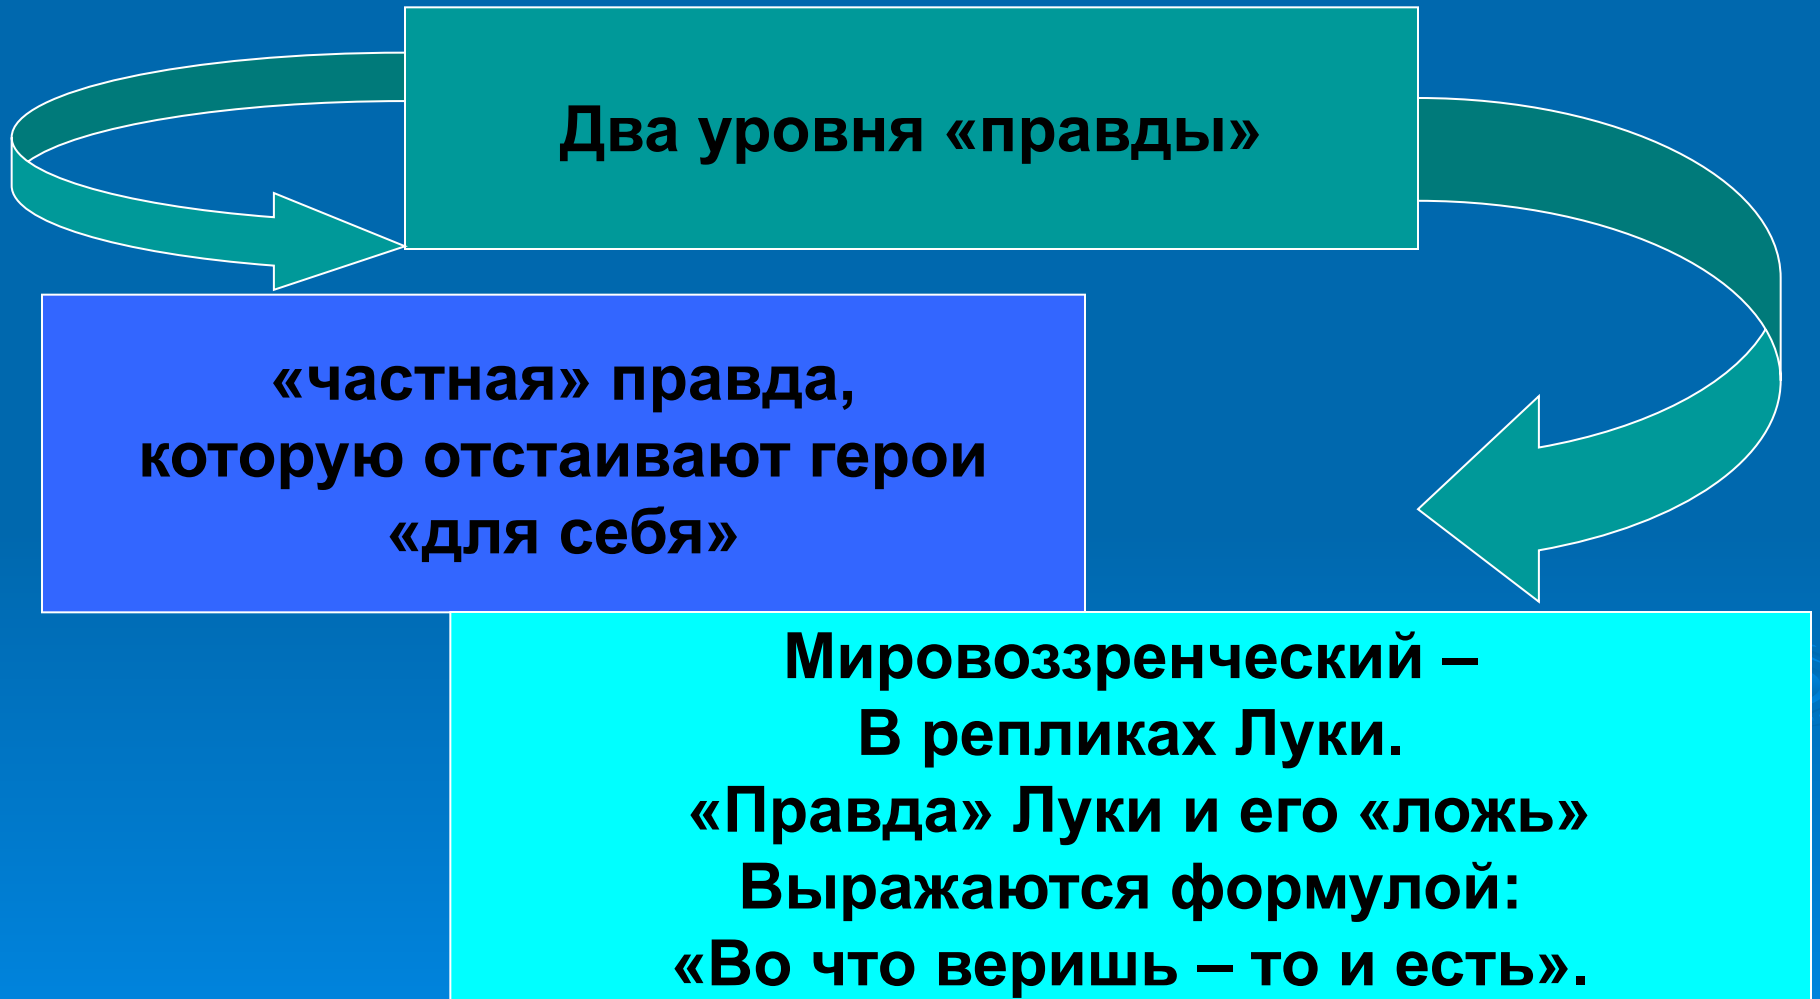 Два уровня «правды»
«частная» правда,
которую отстаивают герои
«для себя»
Мировоззренческий –
В репликах Луки.
«Правда» Луки и его «ложь»
Выражаются формулой:
«Во что веришь – то и есть».